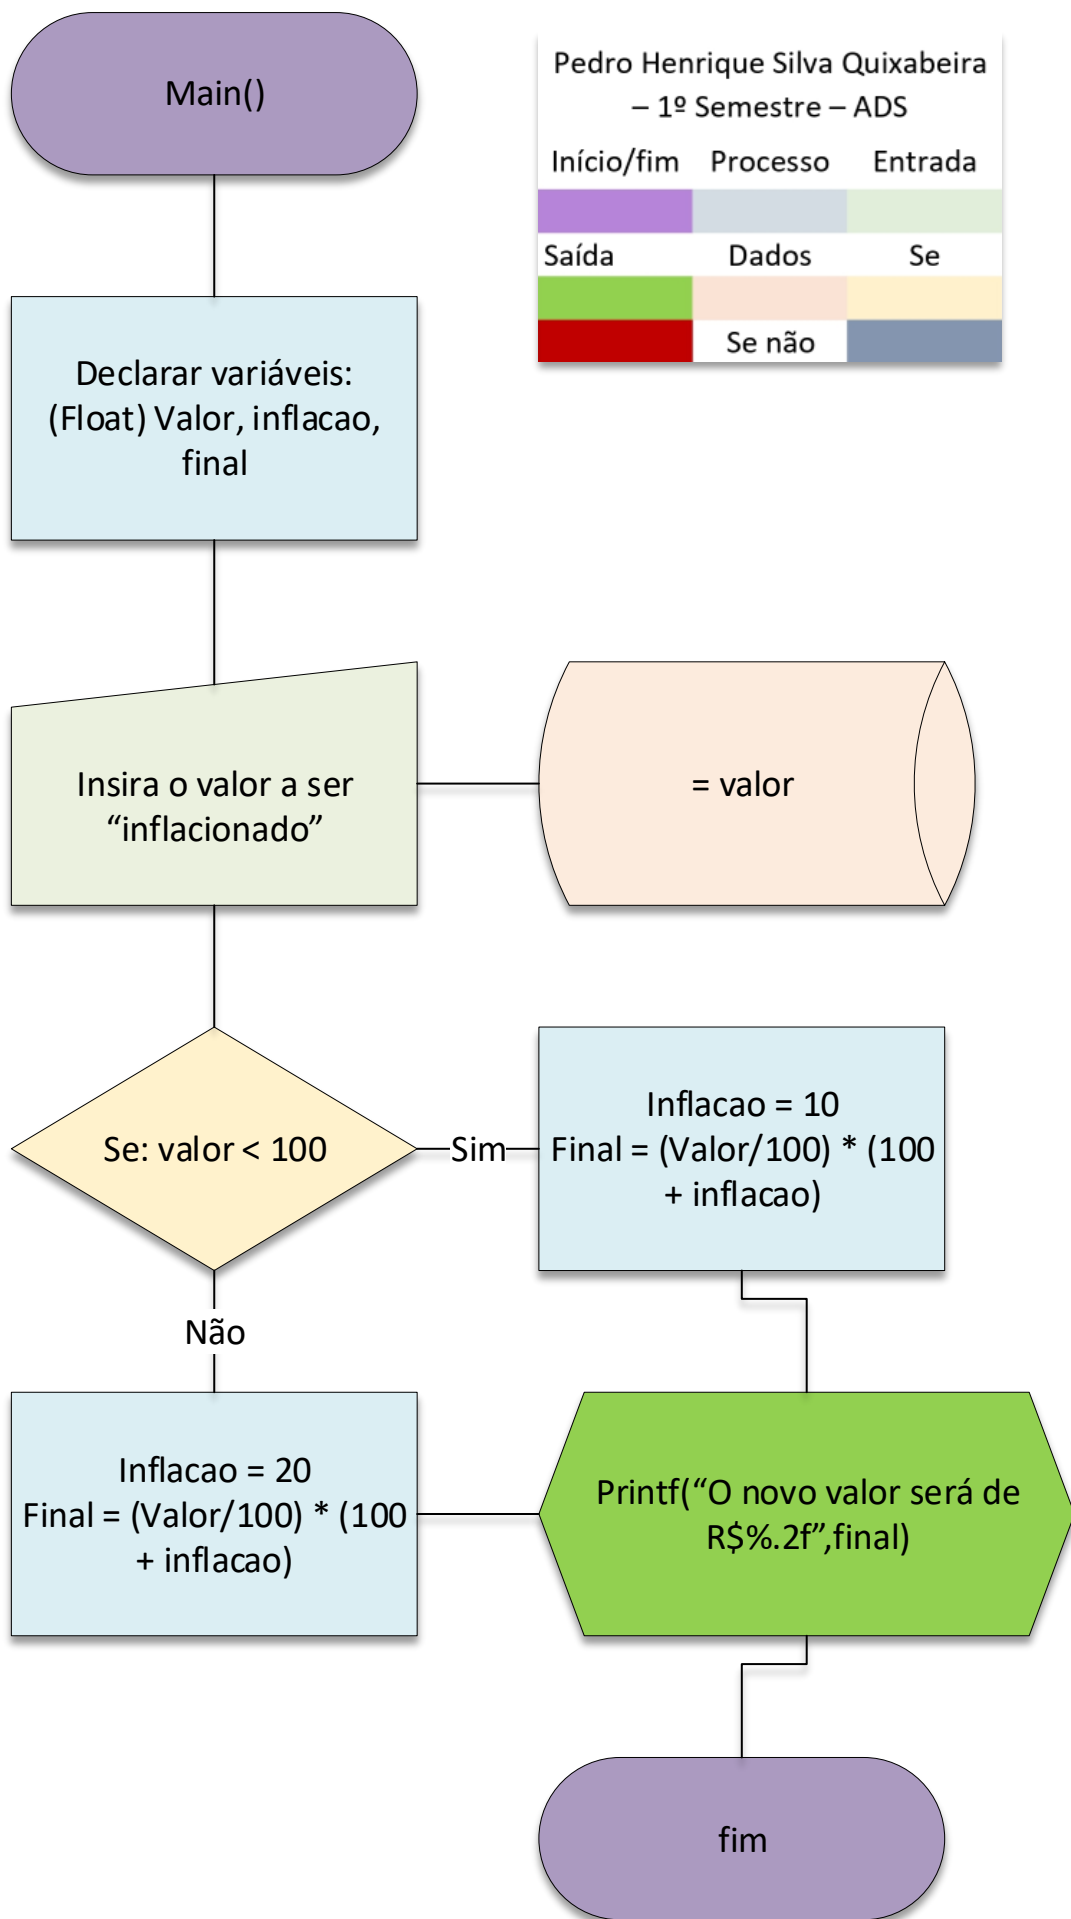 Main()
Pedro Henrique Silva Quixabeira
– 1º Semestre – ADS
Início/fim Processo Entrada
Saída Dados Se
Se não
Declarar variáveis:
(Float) Valor, inflacao,
final
Insira o valor a ser
“inflacionado”
= valor
Se: valor < 100
Sim
Inflacao = 10
Final = (Valor/100) * (100
+ inflacao)
Não
Inflacao = 20
Final = (Valor/100) * (100
+ inflacao)
Printf(“O novo valor será de
R$%.2f”,final)
fim